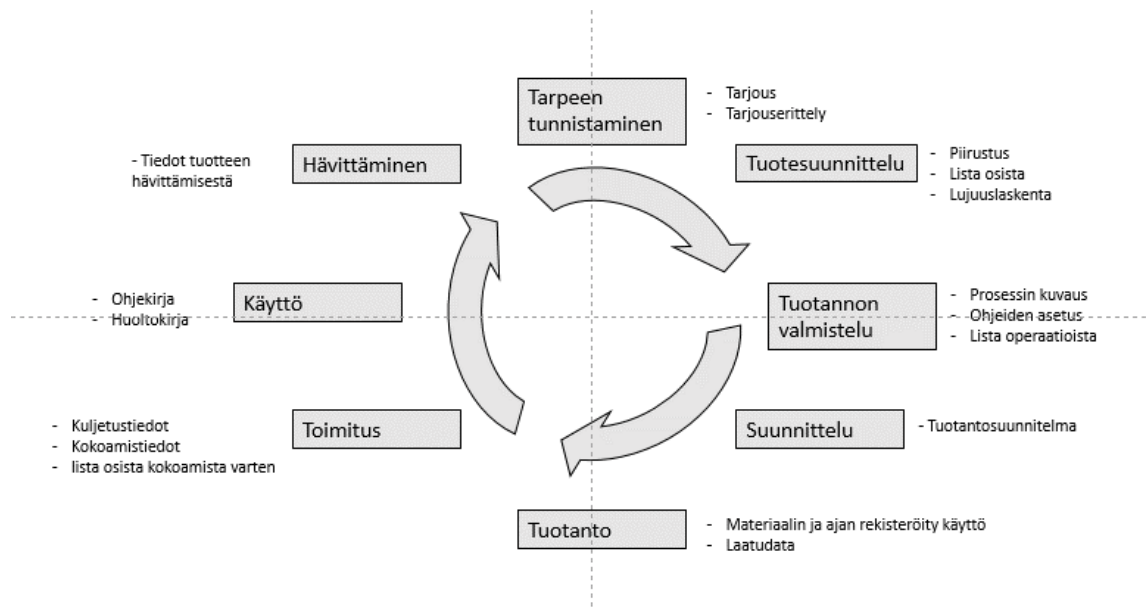 Tarpeen
tunnistaminen
- Tarjous
- Tarjouserittely
Tuotesuunnittelu
- Piirustus
- Lista osista
- Lujuuslaskenta
Tuotannon
valmistelu
- Prosessin kuvaus
- Ohjeiden asetus
- Lista operaatioista
Suunnittelu
- Tuotantosuunnitelma
Tuotanto
- Materiaalin ja ajan rekisteröity käyttö
- Laatudata
Toimitus
- Kuljetustiedot
- Kokoamistiedot
- lista osista kokoamista varten
Käyttö
- Ohjekirja
- Huoltokirja
Hävittäminen
- Tiedot tuotteen
hävittämisestä